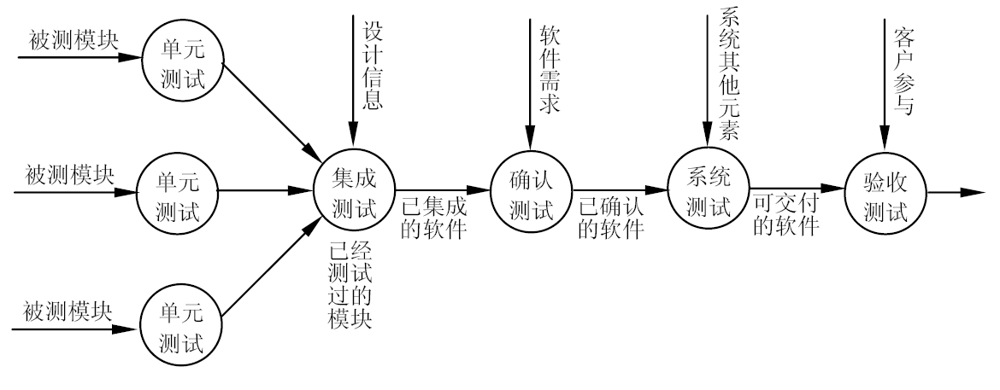 被测模块
单元
测试
被测模块
单元
测试
被测模块
单元
测试
设计信息
集成
测试
已经
测试
过的
模块
已集成
的软件
软件需求
确认
测试
已确认
的软件
系统其他元素
系统
测试
可交付
的软件
客户参与
验收
测试